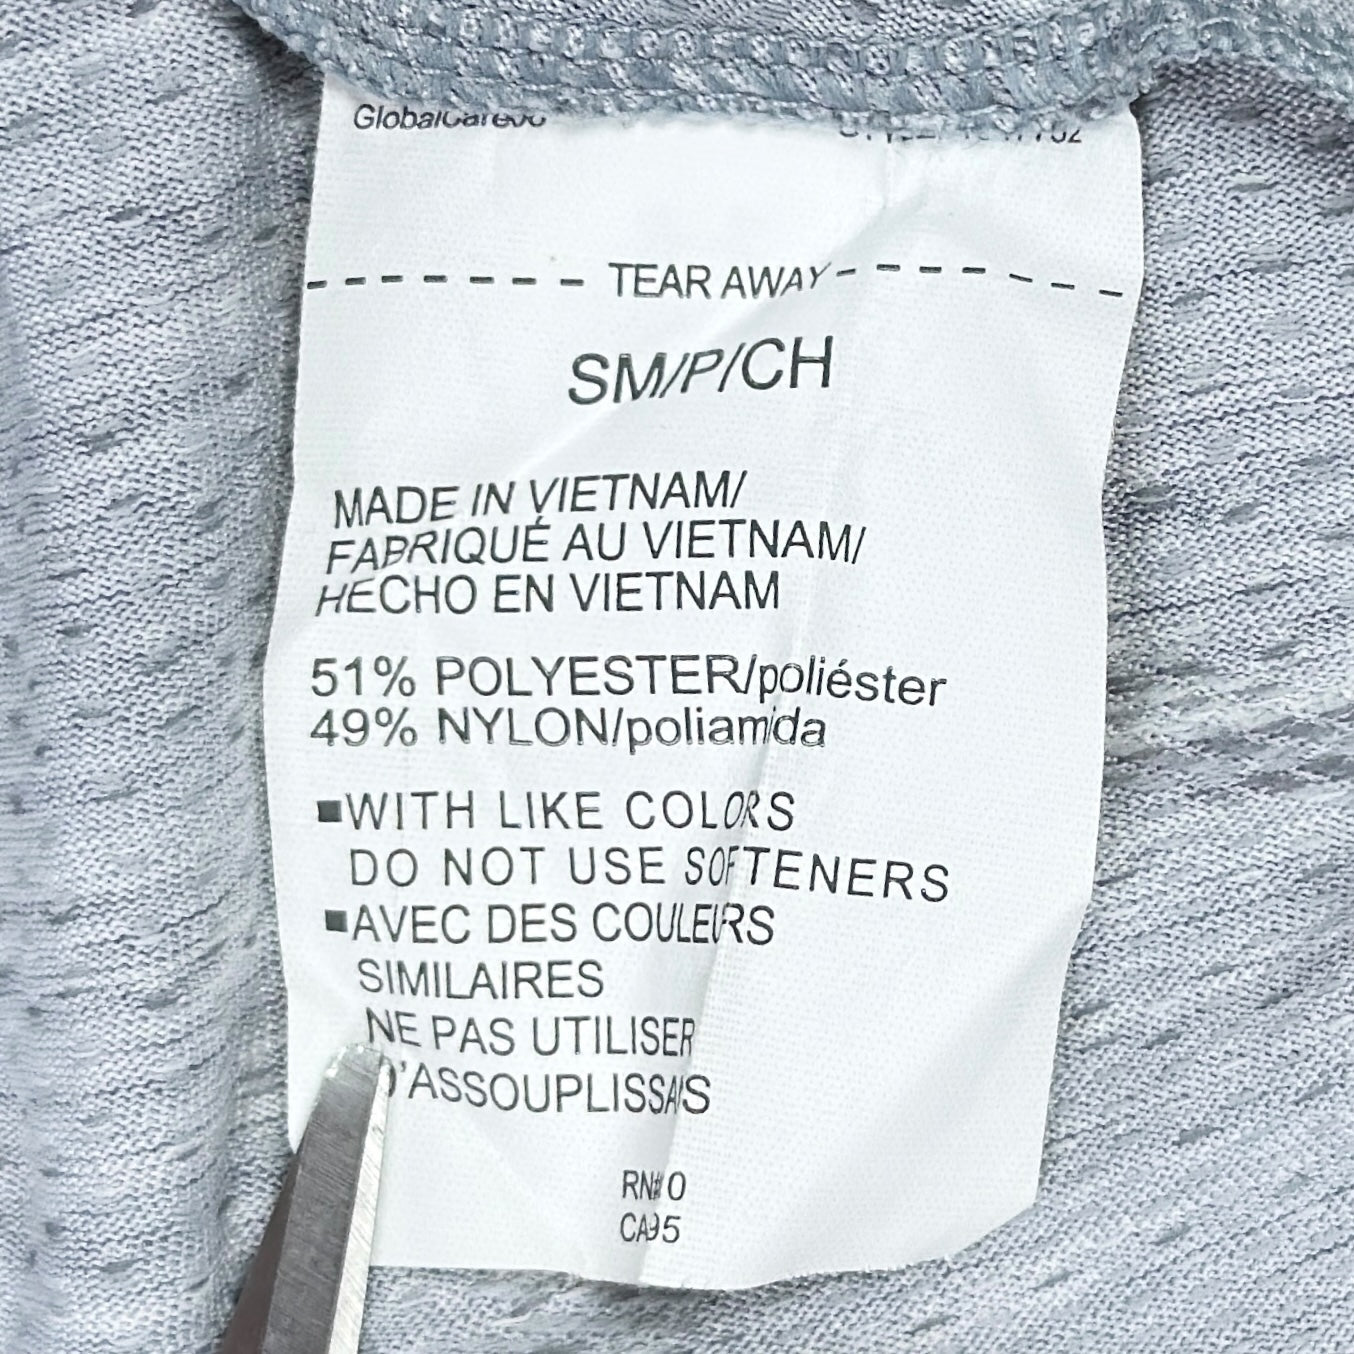 TEAR AWAY
SM/P/CH
MADE IN VIETNAM/
FABRIQUÉ AU VIETNAM/
HECHO EN VIETNAM
51% POLYESTER/poliéster
49% NYLON/poliamida
■WITH LIKE COLORS
DO NOT USE SOFTENERS
■AVEC DES COULEURS
SIMILAIRES
NE PAS UTILISER
D'ASSOUPLISSANTS